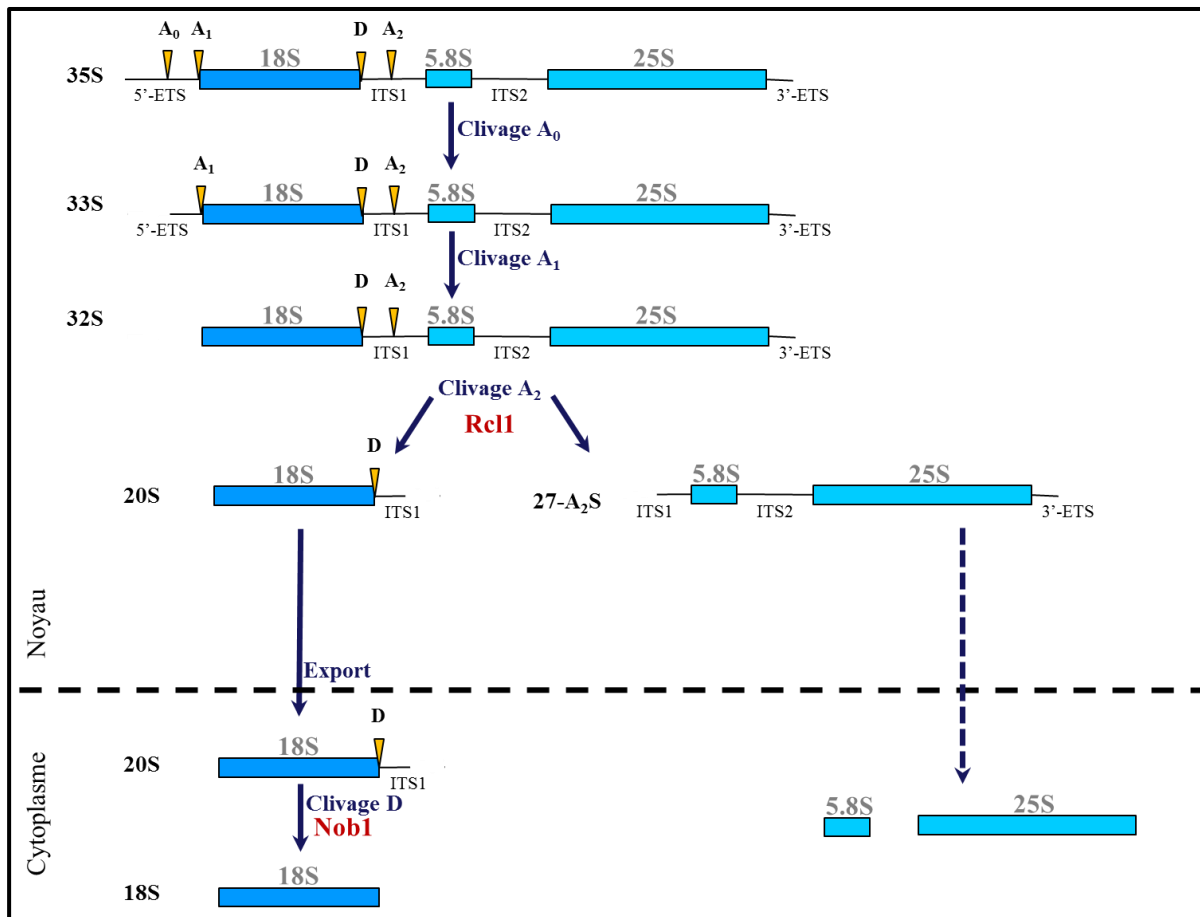 A0 A1 D A2
35S 18S 5.8S 25S
5’-ETS ITS1 ITS2 3’-ETS
Clivage A0
A1 D A2
33S 18S 5.8S 25S
5’-ETS ITS1 ITS2 3’-ETS
Clivage A1
D A2
32S 18S 5.8S 25S
ITS1 ITS2 3’-ETS
Clivage A2
Rcl1
D
20S 18S ITS1
27-A2S 5.8S 25S
ITS1 ITS2 3’-ETS
Noyau
Export
Cytoplasme
D
20S 18S
ITS1
Clivage D
Nob1
5.8S 25S
18S 18S